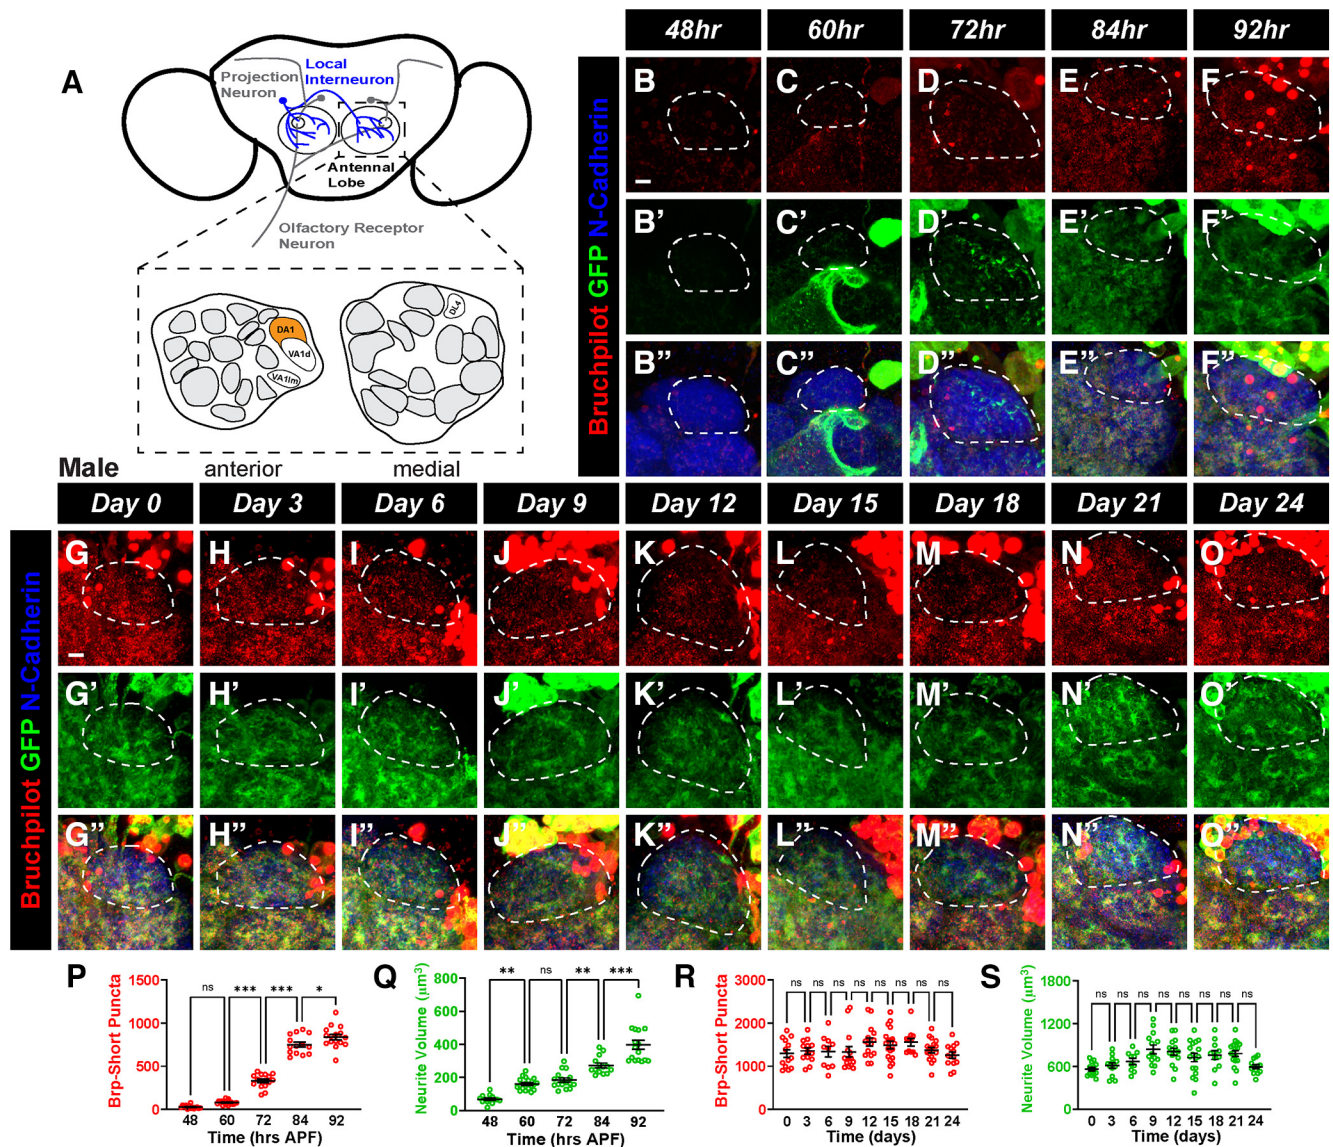 A
Projection
Neuron
Local
Interneuron
Antennal
Lobe
Olfactory Receptor
Neuron
DA1
VA1d
VA1lm
DL4
anterior
medial
48hr
60hr
72hr
84hr
92hr
Bruchpilot GFP N-Cadherin
B
C
D
E
F
B'
C'
D'
E'
F'
B"
C"
D"
E"
F"
Male
Day 0
Day 3
Day 6
Day 9
Day 12
Day 15
Day 18
Day 21
Day 24
Bruchpilot GFP N-Cadherin
G
H
I
J
K
L
M
N
O
G'
H'
I'
J'
K'
L'
M'
N'
O'
G"
H"
I"
J"
K"
L"
M"
N"
O"
P
Brp-Short Puncta
1500
1000
500
0
ns
***
***
*
48 60 72 84 92
Time (hrs APF)
Q
Neurite Volume (µm³)
800
600
400
200
0
**
ns
**
***
48 60 72 84 92
Time (hrs APF)
R
Brp-Short Puncta
3000
2000
1000
0
ns ns ns ns ns ns ns ns
0 3 6 9 12 15 18 21 24
Time (days)
S
Neurite Volume (µm³)
1800
1200
600
0
ns ns ns ns ns ns ns ns
0 3 6 9 12 15 18 21 24
Time (days)